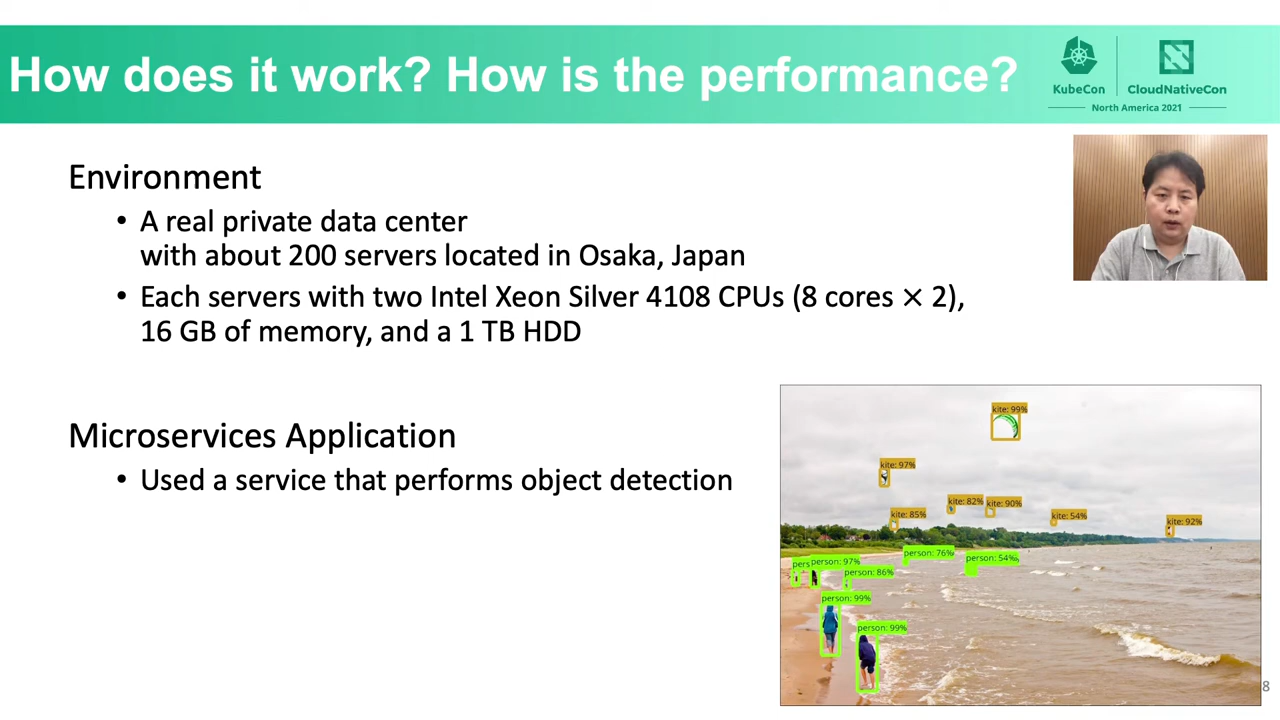 How does it work? How is the performance?
KubeCon
CloudNativeCon
North America 2021
Environment
• A real private data center
with about 200 servers located in Osaka, Japan
• Each servers with two Intel Xeon Silver 4108 CPUs (8 cores × 2),
16 GB of memory, and a 1 TB HDD
Microservices Application
• Used a service that performs object detection
kite: 99%
kite: 97%
kite: 82%
kite: 90%
kite: 85%
kite: 54%
kite: 92%
person: 76%
person: 54%
pers
person: 97%
person: 86%
person: 99%
person: 99%
8